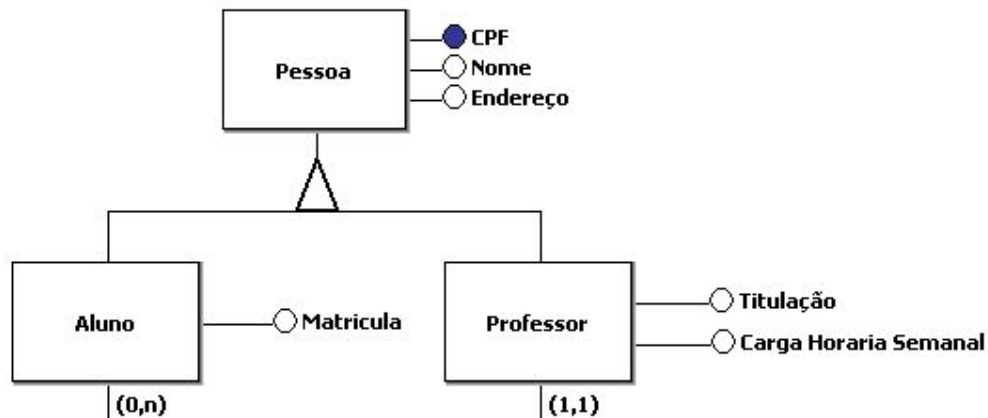 CPF
Pessoa
Nome
Endereço
Aluno
Matricula
Professor
Titulação
Carga Horaria Semanal
(0,n)
(1,1)